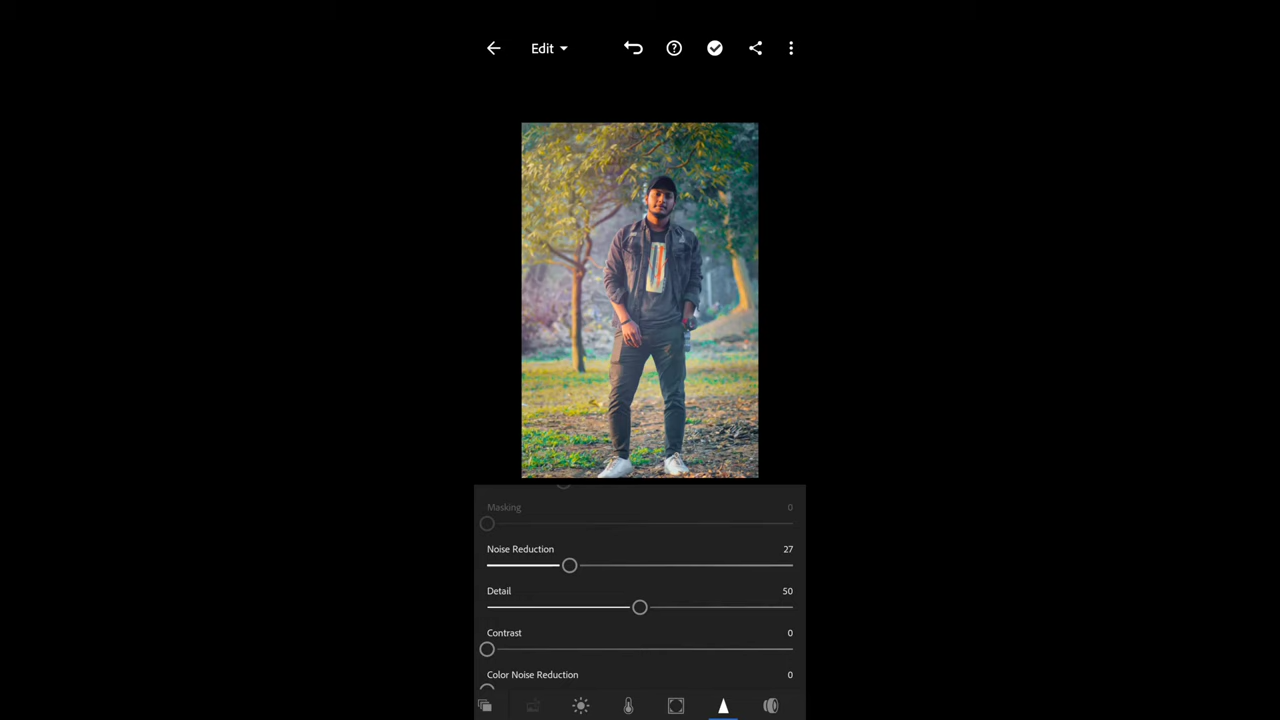 Edit
Masking 0
Noise Reduction 27
Detail 50
Contrast 0
Color Noise Reduction 0